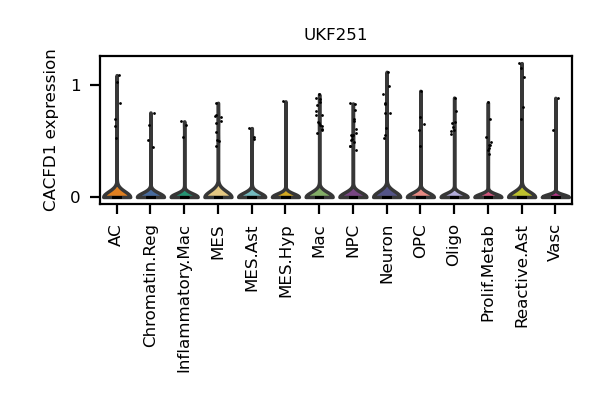 UKF251
CACFD1 expression
1
0
AC
Chromatin.Reg
Inflammatory.Mac
MES
MES.Ast
MES.Hyp
Mac
NPC
Neuron
OPC
Oligo
Prolif.Metab
Reactive.Ast
Vasc